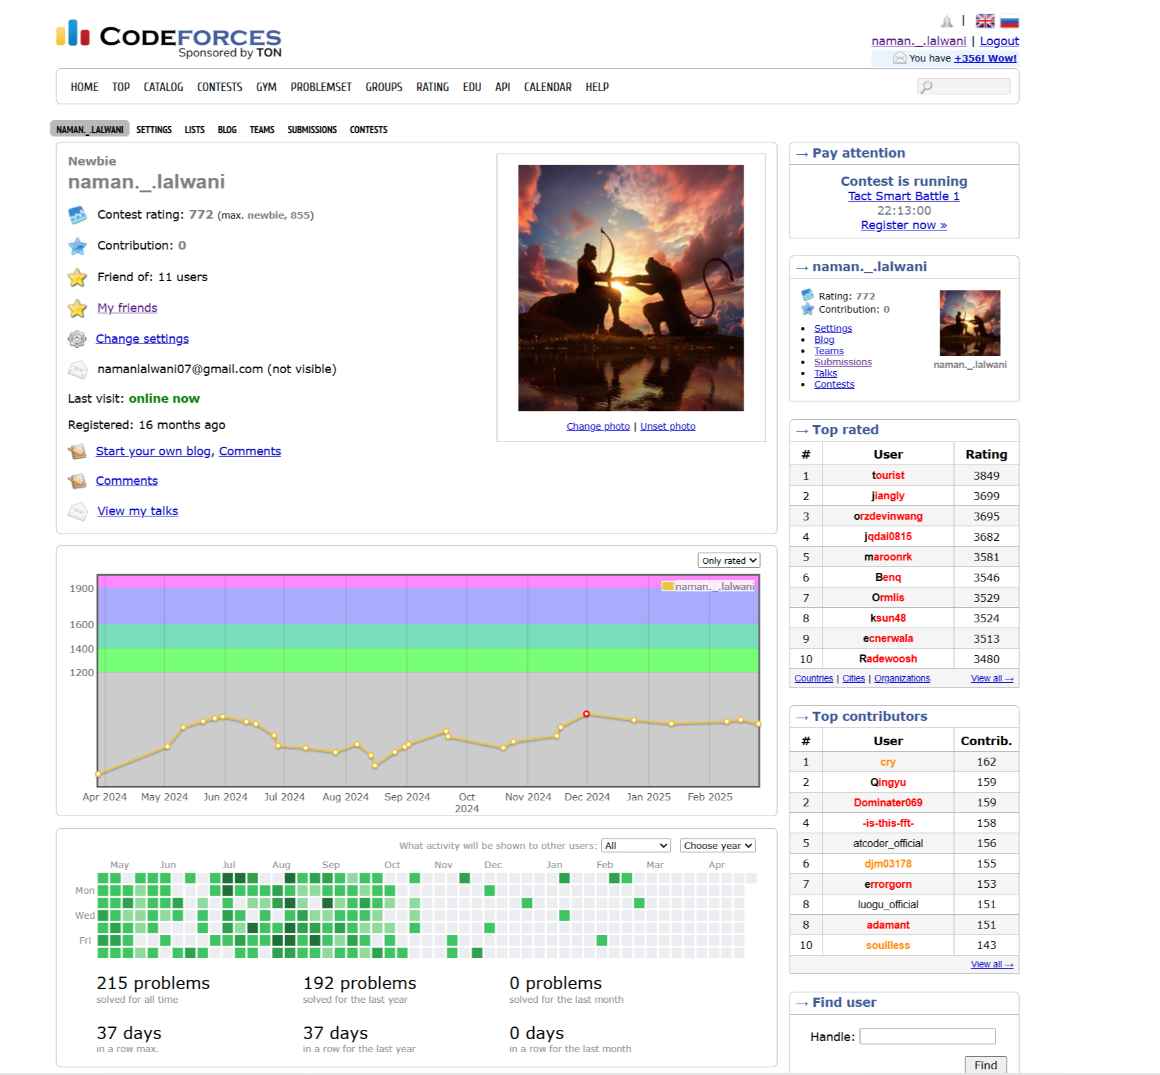 CODEFORCES
Sponsored by TON
|
naman._.lalwani | Logout
You have +356! Wow!
HOME TOP CATALOG CONTESTS GYM PROBLEMSET GROUPS RATING EDU API CALENDAR HELP
NAMAN._.LALWANI SETTINGS LISTS BLOG TEAMS SUBMISSIONS CONTESTS
Newbie
naman._.lalwani
Contest rating: 772 (max. newbie, 855)
Contribution: 0
Friend of: 11 users
My friends
Change settings
namanlalwani07@gmail.com (not visible)
Last visit: online now
Registered: 16 months ago
Start your own blog, Comments
Comments
View my talks
Change photo | Unset photo
Only rated
naman._.lalwani
1900
1600
1400
1200
Apr 2024 May 2024 Jun 2024 Jul 2024 Aug 2024 Sep 2024 Oct 2024 Nov 2024 Dec 2024 Jan 2025 Feb 2025
What activity will be shown to other users: All Choose year
May Jun Jul Aug Sep Oct Nov Dec Jan Feb Mar Apr
Mon
Wed
Fri
215 problems 192 problems 0 problems
solved for all time solved for the last year solved for the last month
37 days 37 days 0 days
in a row max. in a row for the last year in a row for the last month
→ Pay attention
Contest is running
Tact Smart Battle 1
22:13:00
Register now »
→ naman._.lalwani
Rating: 772
Contribution: 0
Settings
Blog
Teams
Submissions
Talks
Contests
naman._.lalwani
→ Top rated
# User Rating
1 tourist 3849
2 jiangly 3699
3 orzdevinwang 3695
4 jqdai0815 3682
5 maroonrk 3581
6 Benq 3546
7 Ormlis 3529
8 ksun48 3524
9 ecnerwala 3513
10 Radewoosh 3480
Countries | Cities | Organizations View all →
→ Top contributors
# User Contrib.
1 cry 162
2 Qingyu 159
2 Dominater069 159
4 -is-this-fft- 158
5 atcoder_official 156
6 djm03178 155
7 errorgorn 153
8 luogu_official 151
8 adamant 151
10 soullless 143
View all →
→ Find user
Handle:
Find